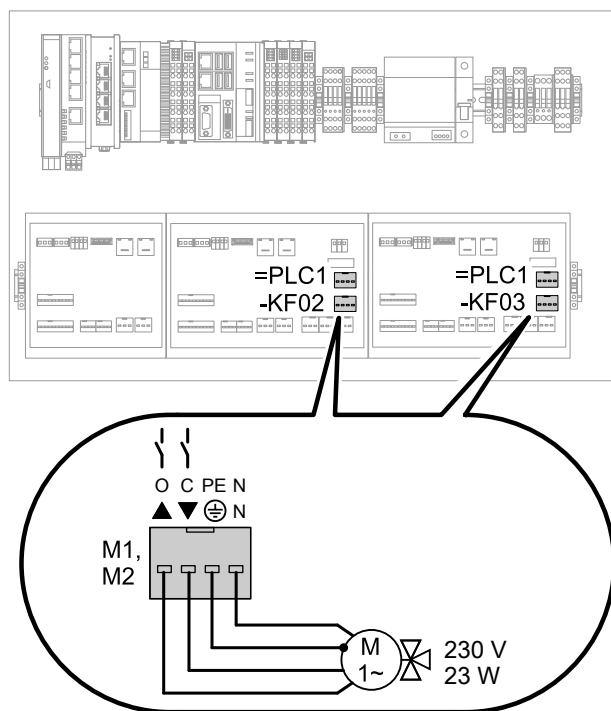 =PLC1
-KF02
=PLC1
-KF03
O C PE N
N
M1,
M2
M
1~
230 V
23 W